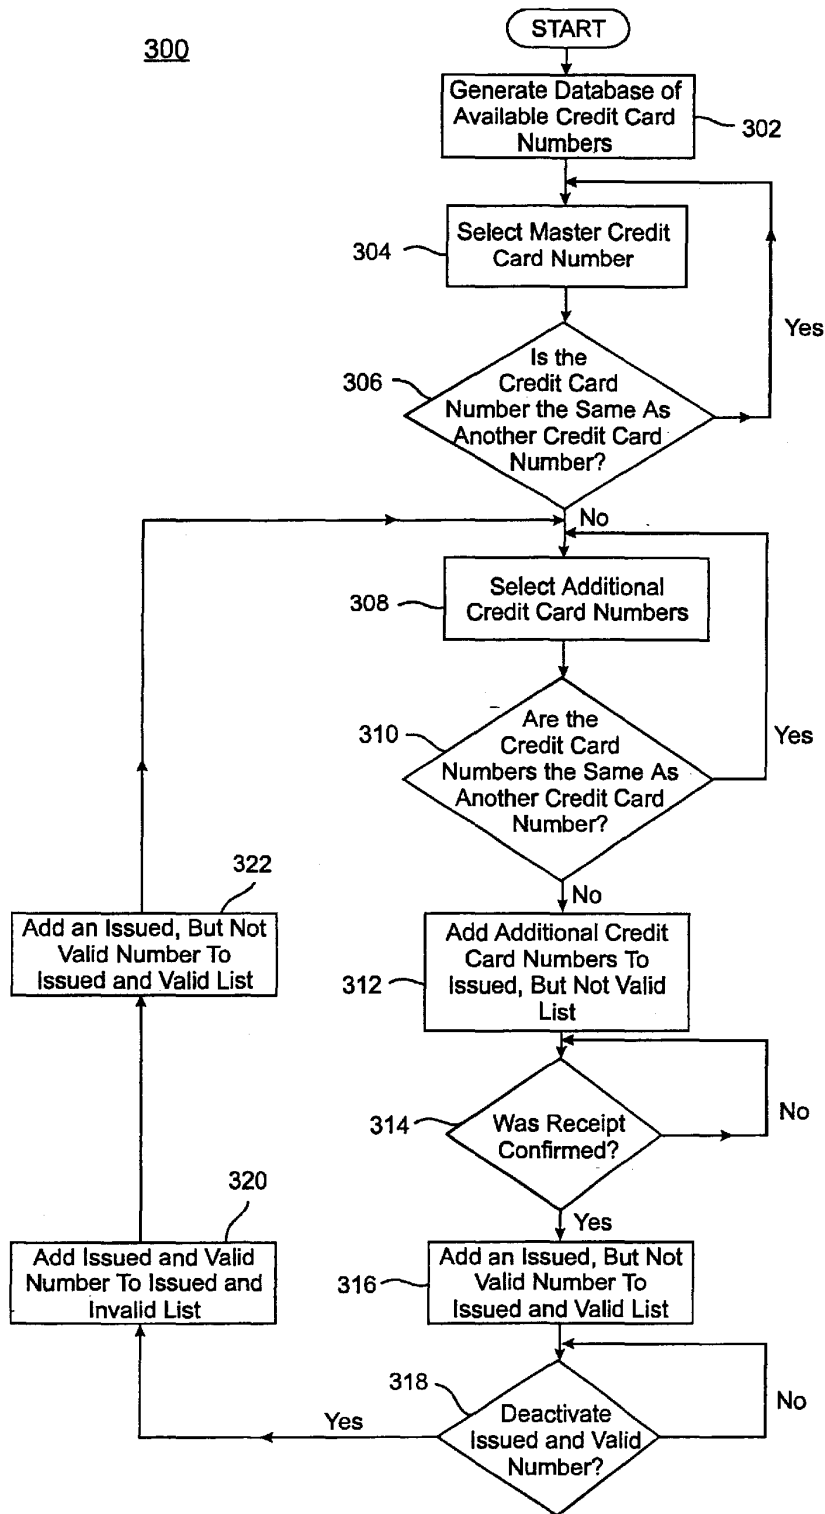 300
START
Generate Database of
Available Credit Card
Numbers
302
Select Master Credit
Card Number
304
Yes
Is the
Credit Card
Number the Same As
Another Credit Card
Number?
306
No
Select Additional
Credit Card Numbers
308
Are the
Credit Card
Numbers the Same As
Another Credit Card
Number?
310
Yes
No
Add Additional Credit
Card Numbers To
Issued, But Not Valid
List
312
Was Receipt
Confirmed?
314
No
Yes
Add an Issued, But Not
Valid Number To
Issued and Valid List
316
Deactivate
Issued and Valid
Number?
318
No
Yes
Add Issued and Valid
Number To Issued and
Invalid List
320
Add an Issued, But Not
Valid Number To
Issued and Valid List
322